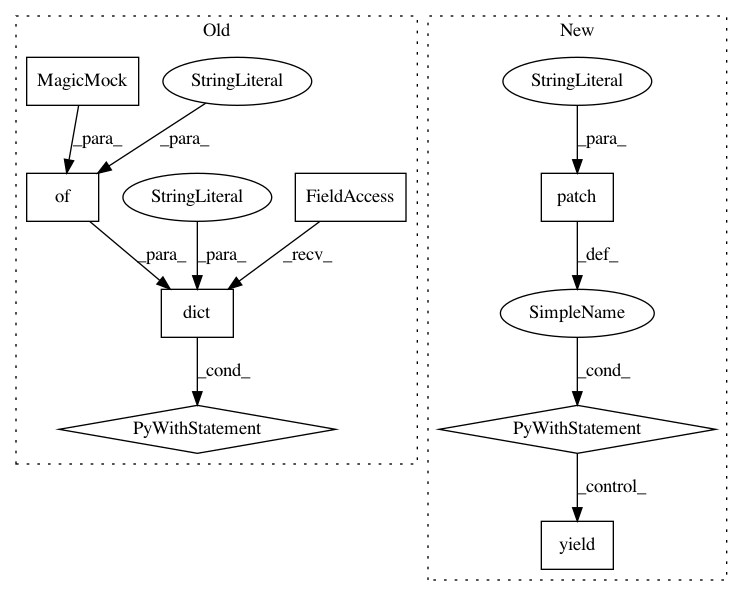 Old
New
MagicMock
StringLiteral
StringLiteral
_para_
_para_
_para_
of
StringLiteral
FieldAccess
patch
_para_
_para_
_recv_
_def_
dict
SimpleName
_cond_
_cond_
PyWithStatement
PyWithStatement
_control_
yield